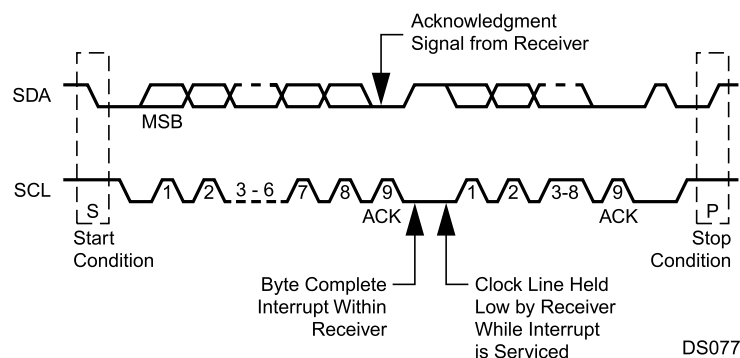 Acknowledgment
Signal from Receiver
SDA
MSB
SCL
1 2 3 - 6 7 8 9 1 2 3-8 9
S ACK ACK P
Start
Condition
Stop
Condition
Byte Complete
Interrupt Within
Receiver
Clock Line Held
Low by Receiver
While Interrupt
is Serviced
DS077